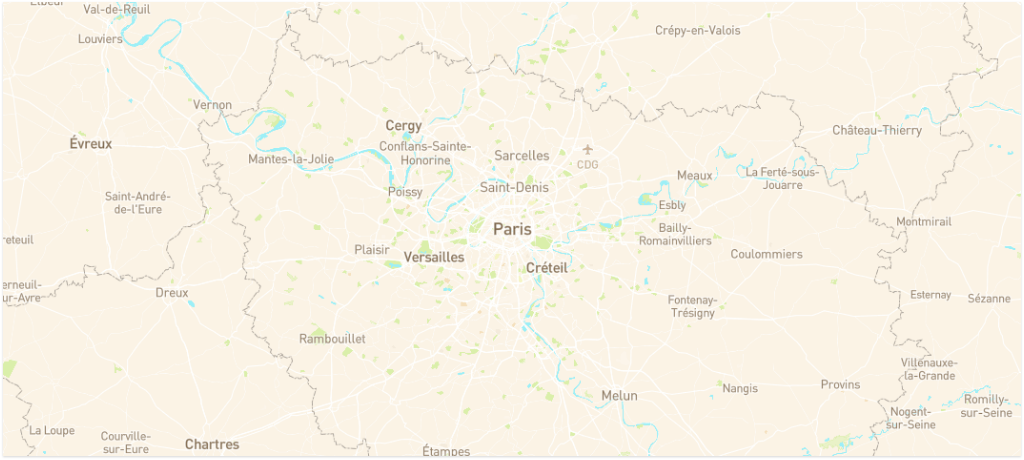 Elbeuf
Val-de-Reuil
Louviers
Crépy-en-Valois
Vernon
Cergy
Château-Thierry
Évreux
Conflans-Sainte-
Honorine
Mantes-la-Jolie
Sarcelles
CDG
Meaux
La Ferté-sous-
Jouarre
Poissy
Saint-Denis
Saint-André-
de-l'Eure
Esbly
Montmirail
Paris
Bailly-
Romainvilliers
reteuil
Plaisir
Versailles
Créteil
Coulommiers
erneuil-
ur-Ayre
Dreux
Fontenay-
Trésigny
Esternay
Sézanne
Rambouillet
Villenauxe-
la-Grande
Melun
Nangis
Provins
Nogent-
sur-Seine
Romilly-
sur-Seine
La Loupe
Courville-
sur-Eure
Chartres
Étampes